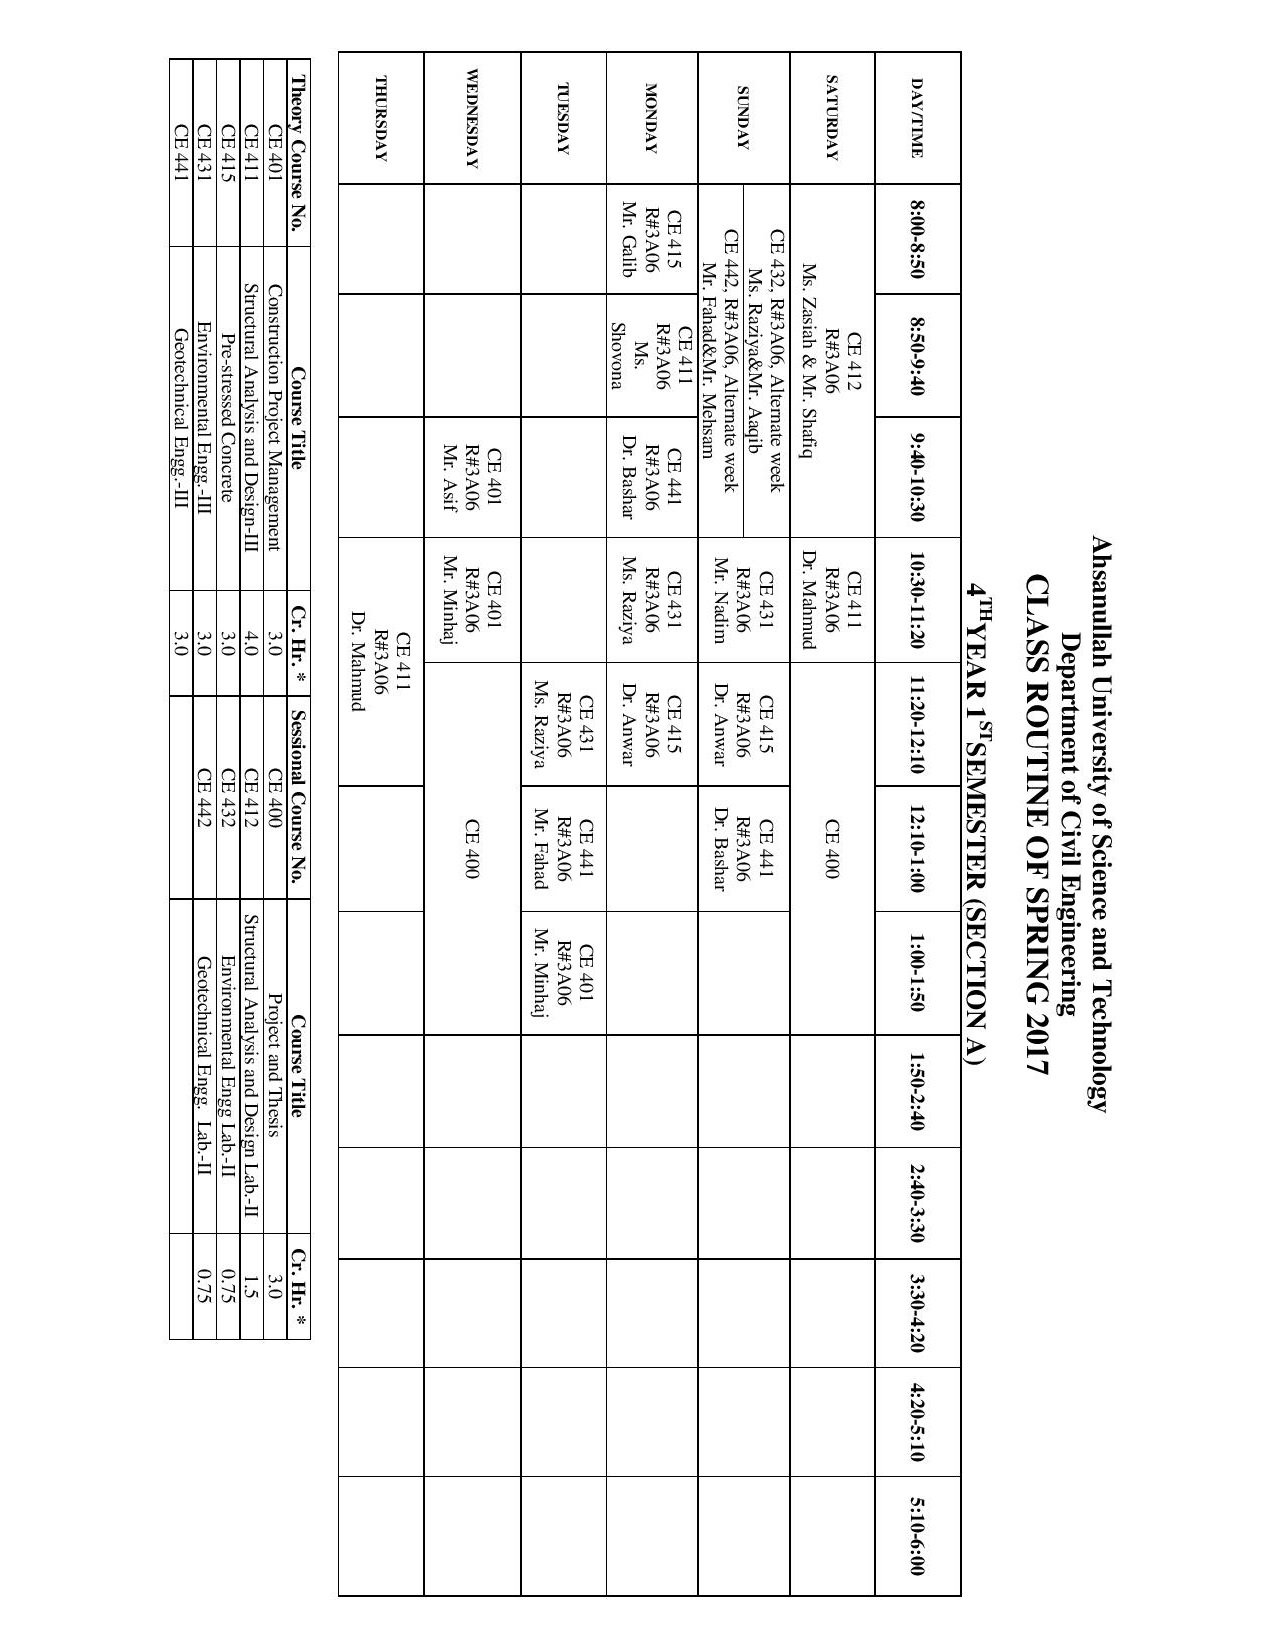 Ahsanullah University of Science and Technology
Department of Civil Engineering
CLASS ROUTINE OF SPRING 2017
4TH YEAR 1ST SEMESTER (SECTION A)
DAY/TIME 8:00-8:50 8:50-9:40 9:40-10:30 10:30-11:20 11:20-12:10 12:10-1:00 1:00-1:50 1:50-2:40 2:40-3:30 3:30-4:20 4:20-5:10 5:10-6:00
SATURDAY
CE 412
R#3A06
Ms. Zasiah & Mr. Shafiq
CE 411
R#3A06
Dr. Mahmud
CE 400
SUNDAY
CE 432, R#3A06, Alternate week
Ms. Raziya&Mr. Aaqib
CE 442, R#3A06, Alternate week
Mr. Fahad&Mr. Mehsam
CE 431
R#3A06
Mr. Nadim
CE 415
R#3A06
Dr. Anwar
CE 441
R#3A06
Dr. Bashar
MONDAY
CE 415
R#3A06
Mr. Galib
CE 411
R#3A06
Ms.
Shovona
CE 441
R#3A06
Dr. Bashar
CE 431
R#3A06
Ms. Raziya
CE 415
R#3A06
Dr. Anwar
TUESDAY
CE 431
R#3A06
Ms. Raziya
CE 441
R#3A06
Mr. Fahad
CE 401
R#3A06
Mr. Minhaj
WEDNESDAY
CE 401
R#3A06
Mr. Asif
CE 401
R#3A06
Mr. Minhaj
CE 400
THURSDAY
CE 411
R#3A06
Dr. Mahmud
Theory Course No. Course Title Cr. Hr. * Sessional Course No. Course Title Cr. Hr. *
CE 401 Construction Project Management 3.0 CE 400 Project and Thesis 3.0
CE 411 Structural Analysis and Design-III 4.0 CE 412 Structural Analysis and Design Lab.-II 1.5
CE 415 Pre-stressed Concrete 3.0 CE 432 Environmental Engg Lab.-II 0.75
CE 431 Environmental Engg.-III 3.0 CE 442 Geotechnical Engg. Lab.-II 0.75
CE 441 Geotechnical Engg.-III 3.0